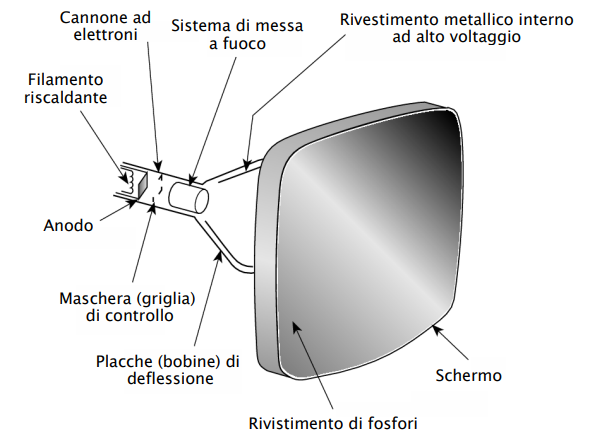 Cannone ad
elettroni
Sistema di messa
a fuoco
Rivestimento metallico interno
ad alto voltaggio
Filamento
riscaldante
Anodo
Maschera (griglia)
di controllo
Placche (bobine) di
deflessione
Schermo
Rivistimento di fosfori